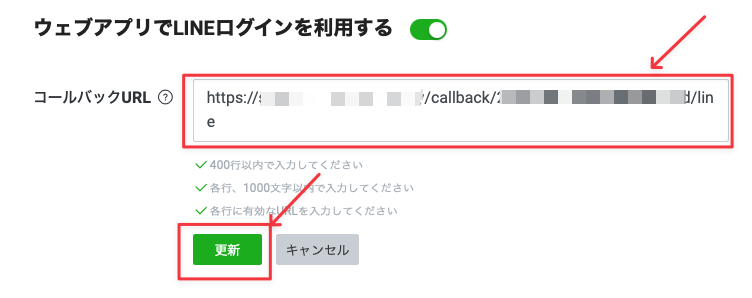 ウェブアプリでLINEログインを利用する
コールバックURL ?
https:// /callback/ d/lin
e
400行以内で入力してください
各行、1000文字以内で入力してください
各行に有効なURLを入力してください
更新 キャンセル